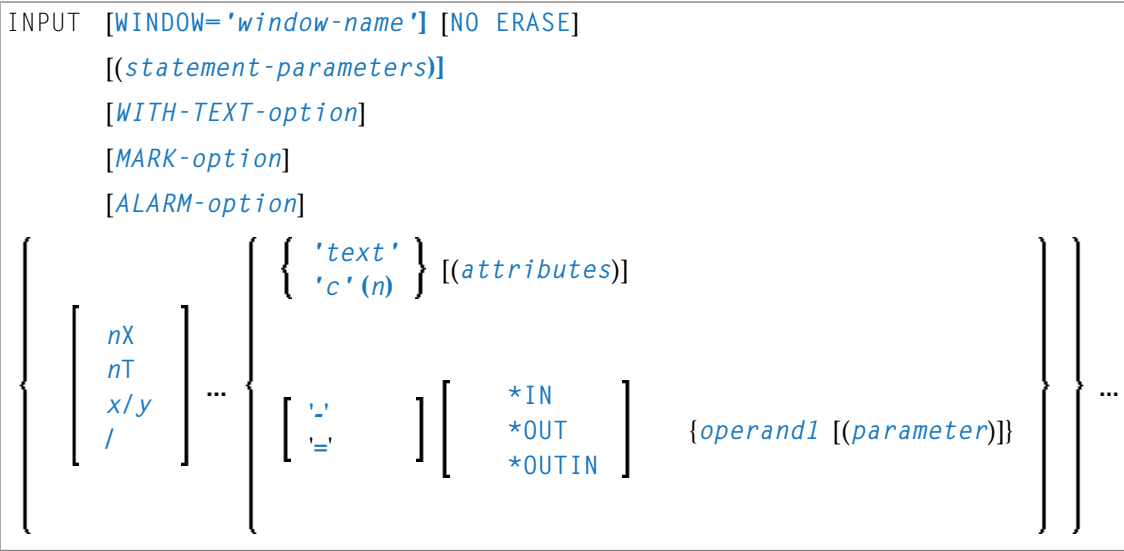 INPUT [WINDOW='window-name'] [NO ERASE]
[(statement-parameters)]
[WITH-TEXT-option]
[MARK-option]
[ALARM-option]
'text'
'c' (n)
[(attributes)]
nX
nT
x/y
/
...
'-'
'='
*IN
*OUT
*OUTIN
{operand1 [(parameter)]}
...